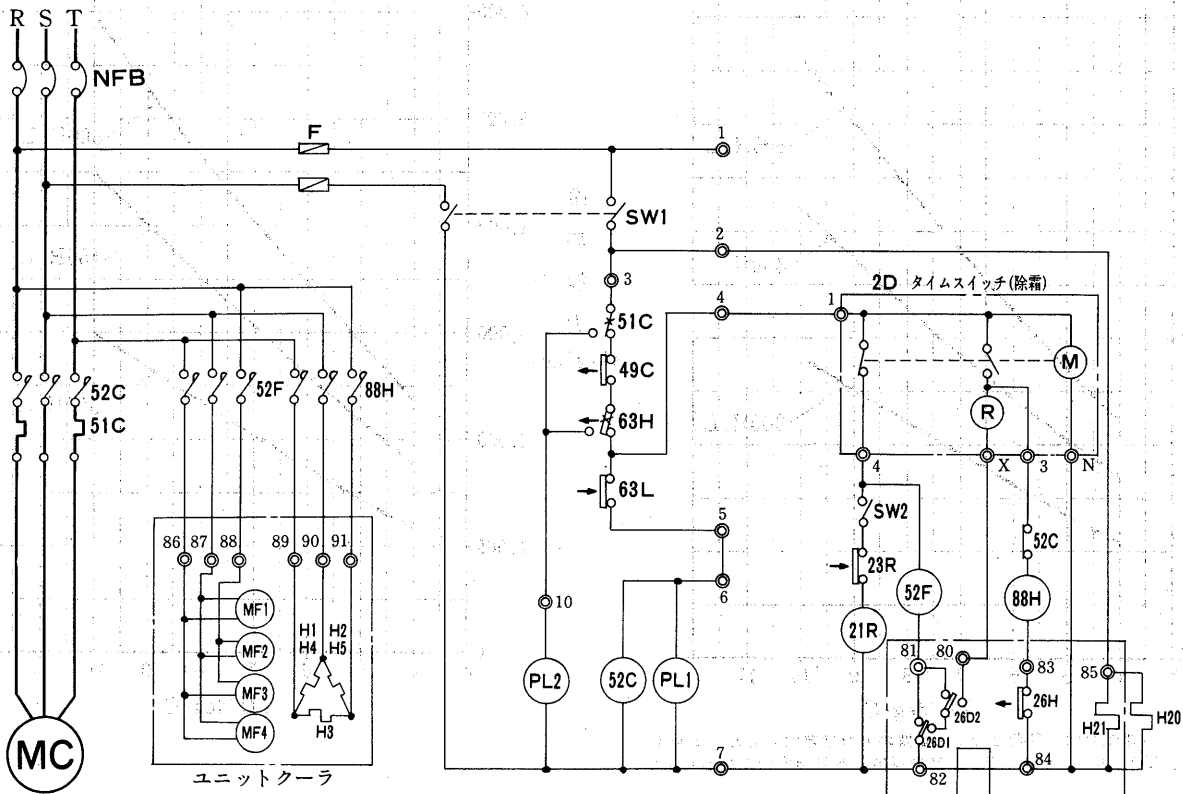 R S T
NFB
F
1
SW1
2
3
2D タイムスイッチ(除霜)
4
1
51C
M
49C
52C
52F
88H
51C
63H
R
4
X
3
N
63L
SW2
5
52C
86
87
88
89
90
91
23R
6
52F
88H
MF1
10
21R
H1
H2
H4
H5
MF2
81
80
83
85
PL2
52C
PL1
MF3
26D2
26H
H21
H20
H3
MF4
26D1
MC
7
84
82
ユニットクーラ